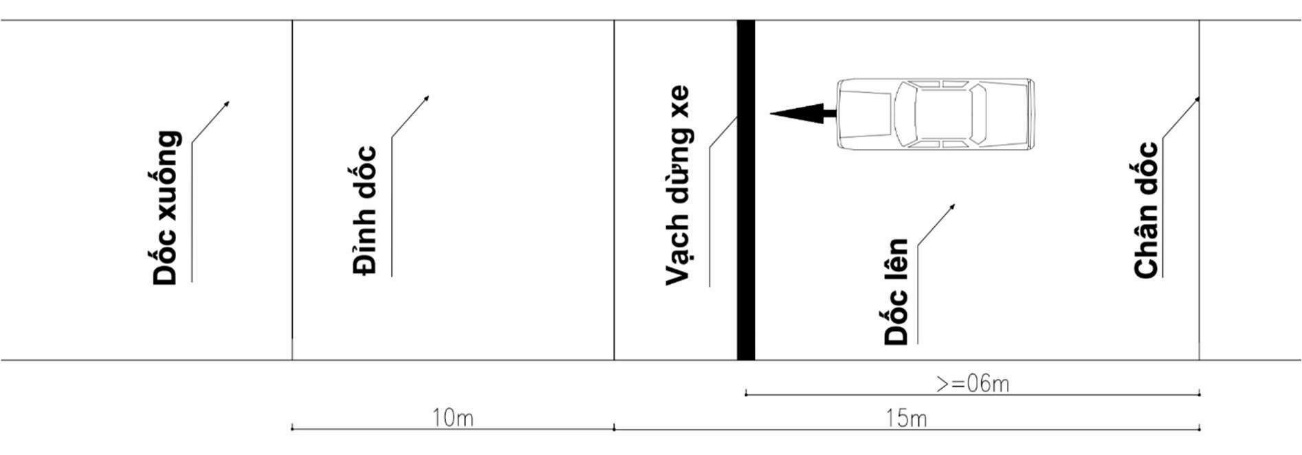 Dốc xuống
Đỉnh dốc
Vạch dừng xe
Dốc lên
Chân dốc
>=06m
10m
15m